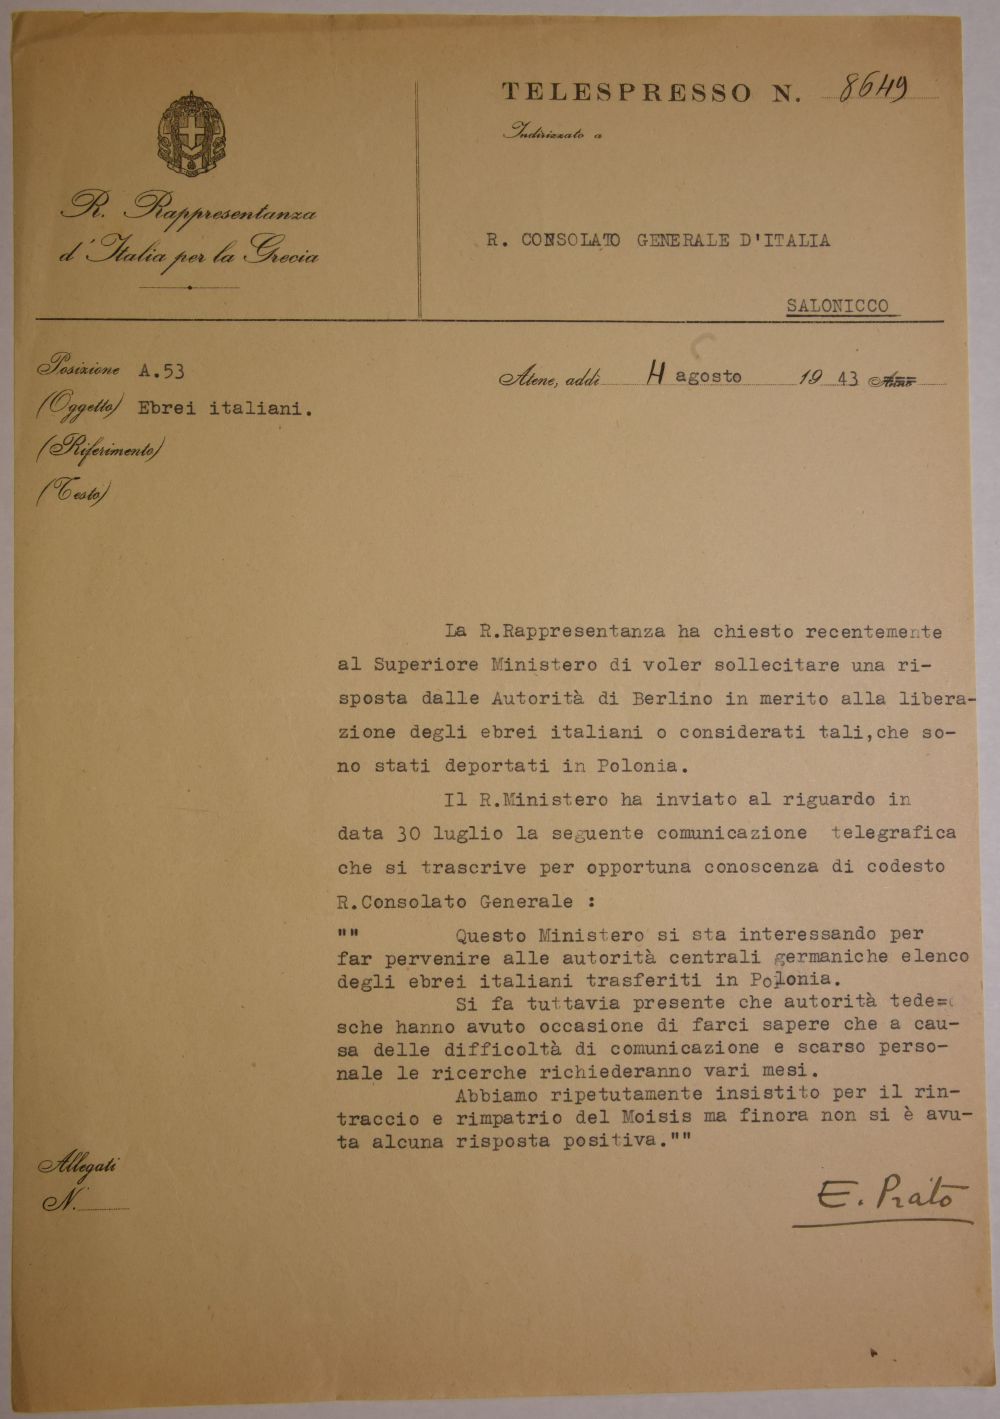 TELESPRESSO N. 8649
Indirizzato a
R. Rappresentanza
d'Italia per la Grecia
R. CONSOLATO GENERALE D'ITALIA
SALONICCO
Posizione A.53
Atene, addì 4 agosto 19 43 Anno
(Oggetto) Ebrei italiani.
(Riferimento)
(Testo)
La R.Rappresentanza ha chiesto recentemente
al Superiore Ministero di voler sollecitare una ri-
sposta dalle Autorità di Berlino in merito alla libera-
zione degli ebrei italiani o considerati tali,che so-
no stati deportati in Polonia.
Il R.Ministero ha inviato al riguardo in
data 30 luglio la seguente comunicazione telegrafica
che si trascrive per opportuna conoscenza di codesto
R.Consolato Generale :
"" Questo Ministero si sta interessando per
far pervenire alle autorità centrali germaniche elenco
degli ebrei italiani trasferiti in Polonia.
Si fa tuttavia presente che autorità tede=
sche hanno avuto occasione di farci sapere che a cau-
sa delle difficoltà di comunicazione e scarso perso-
nale le ricerche richiederanno vari mesi.
Abbiamo ripetutamente insistito per il rin-
traccio e rimpatrio del Moisis ma finora non si è avu-
ta alcuna risposta positiva.""
Allegati
N.
E. Prato